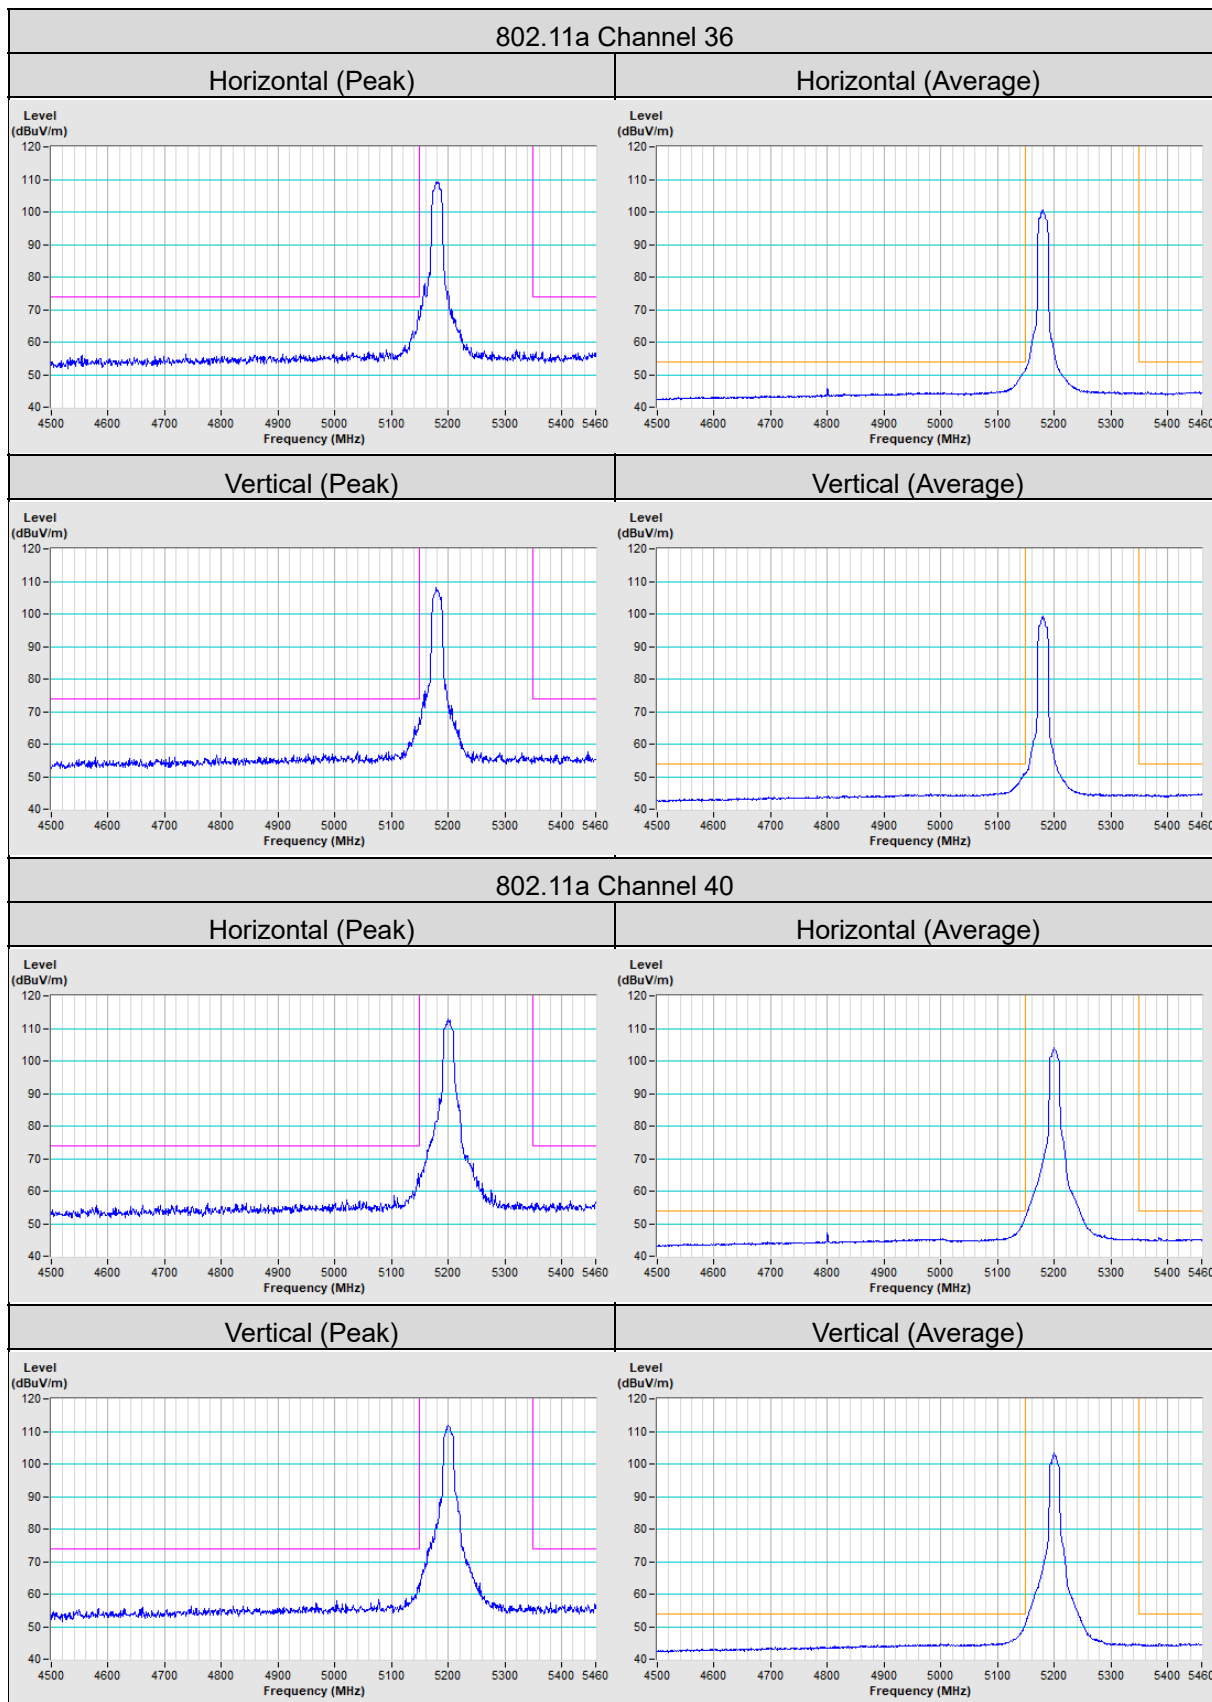 802.11a Channel 36
Horizontal (Peak) Horizontal (Average)
Level Level
(dBuV/m) (dBuV/m)
120 120
110 110
100 100
90 90
80 80
70 70
60 60
50 50
40 40
4500 4600 4700 4800 4900 5000 5100 5200 5300 5400 5460 4500 4600 4700 4800 4900 5000 5100 5200 5300 5400 5460
Frequency (MHz) Frequency (MHz)
Vertical (Peak) Vertical (Average)
Level Level
(dBuV/m) (dBuV/m)
120 120
110 110
100 100
90 90
80 80
70 70
60 60
50 50
40 40
4500 4600 4700 4800 4900 5000 5100 5200 5300 5400 5460 4500 4600 4700 4800 4900 5000 5100 5200 5300 5400 5460
Frequency (MHz) Frequency (MHz)
802.11a Channel 40
Horizontal (Peak) Horizontal (Average)
Level Level
(dBuV/m) (dBuV/m)
120 120
110 110
100 100
90 90
80 80
70 70
60 60
50 50
40 40
4500 4600 4700 4800 4900 5000 5100 5200 5300 5400 5460 4500 4600 4700 4800 4900 5000 5100 5200 5300 5400 5460
Frequency (MHz) Frequency (MHz)
Vertical (Peak) Vertical (Average)
Level Level
(dBuV/m) (dBuV/m)
120 120
110 110
100 100
90 90
80 80
70 70
60 60
50 50
40 40
4500 4600 4700 4800 4900 5000 5100 5200 5300 5400 5460 4500 4600 4700 4800 4900 5000 5100 5200 5300 5400 5460
Frequency (MHz) Frequency (MHz)